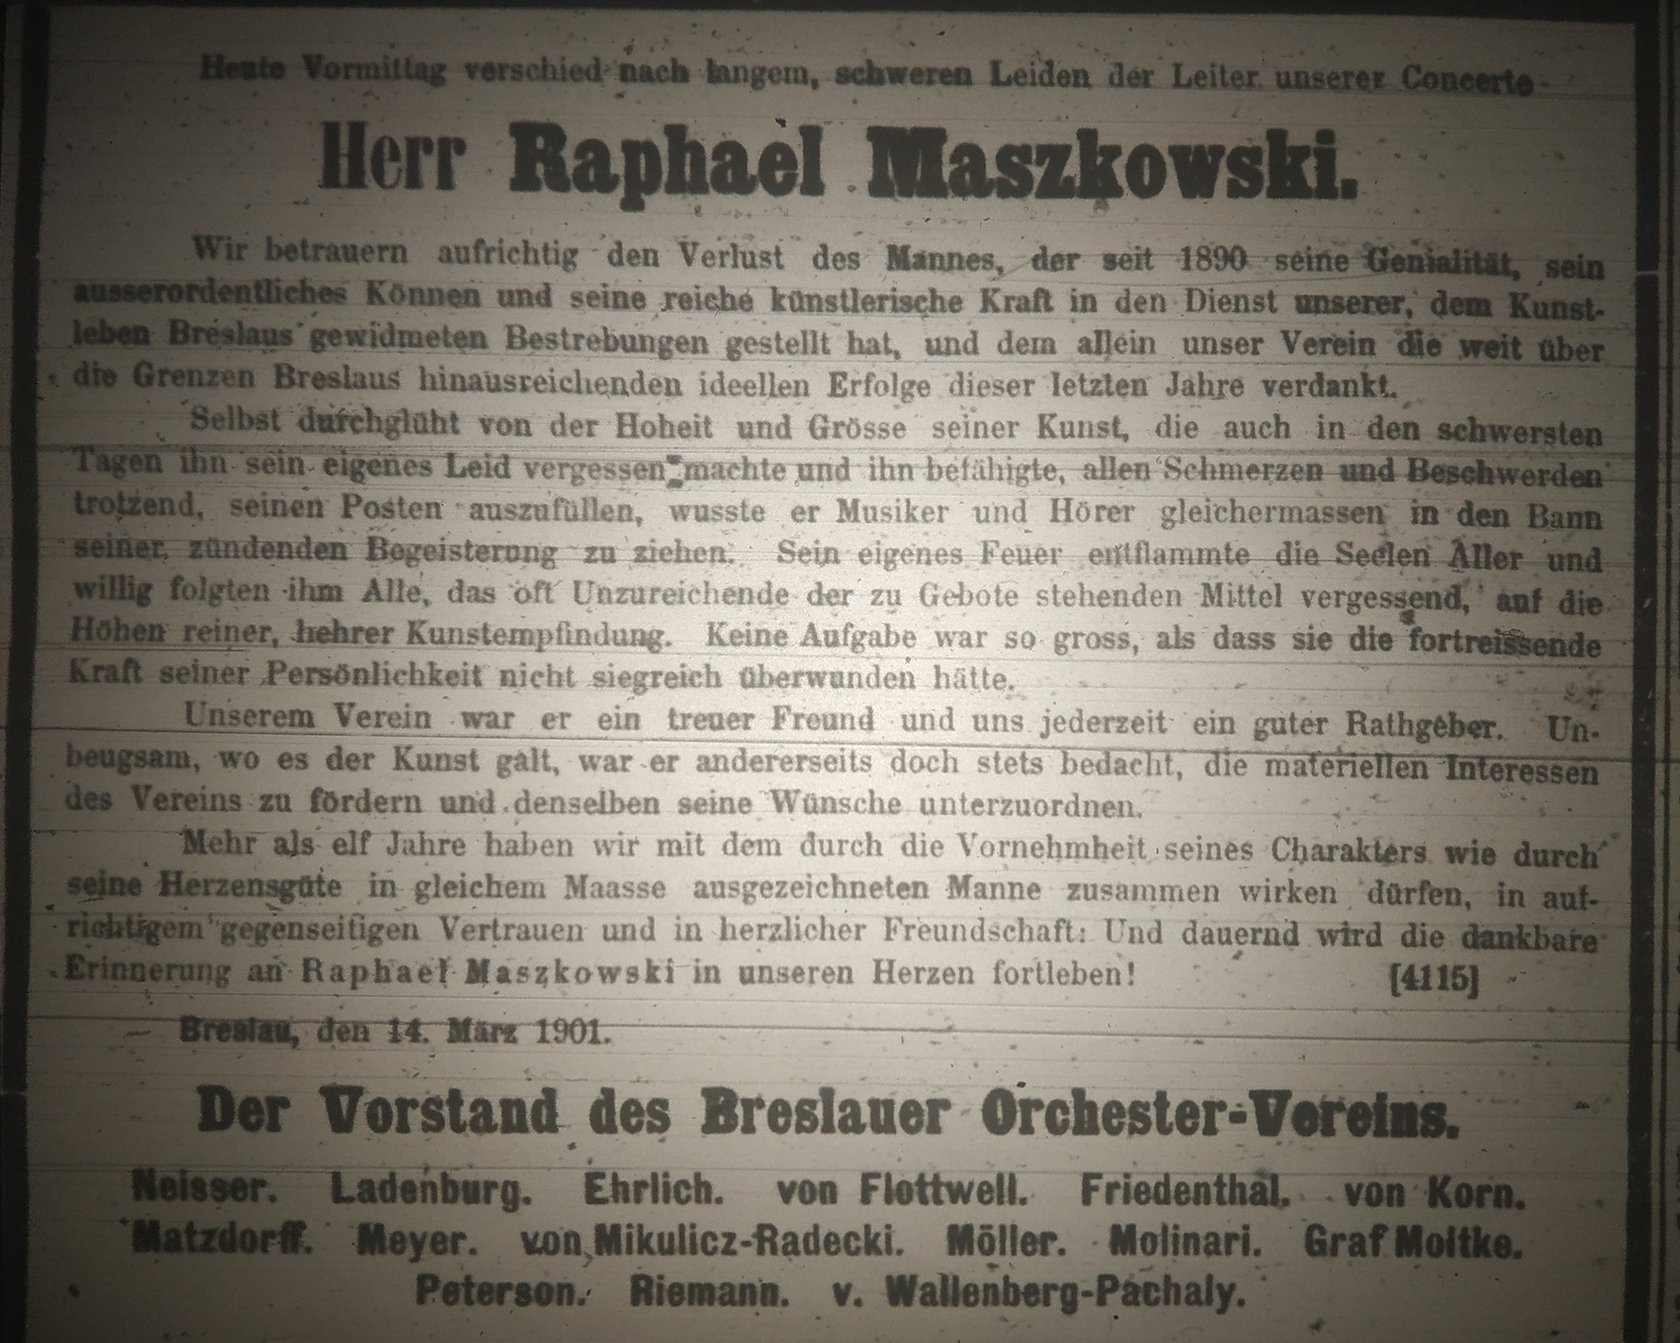 Heute Vormittag verschied nach langem, schweren Leiden der Leiter unserer Concerte
Herr Raphael Maszkowski.
Wir betrauern aufrichtig den Verlust des Mannes, der seit 1890 seine Genialität, sein
ausserordentliches Können und seine reiche künstlerische Kraft in den Dienst unserer, dem Kunst-
leben Breslaus gewidmeten Bestrebungen gestellt hat, und dem allein unser Verein die weit über
die Grenzen Breslaus hinausreichenden ideellen Erfolge dieser letzten Jahre verdankt.
Selbst durchglüht von der Hoheit und Grösse seiner Kunst, die auch in den schwersten
Tagen ihn sein eigenes Leid vergessen machte und ihn befähigte, allen Schmerzen und Beschwerden
trotzend, seinen Posten auszufüllen, wusste er Musiker und Hörer gleichermassen in den Bann
seiner, zündenden Begeisterung zu ziehen. Sein eigenes Feuer entflammte die Seelen Aller und
willig folgten ihm Alle, das oft Unzureichende der zu Gebote stehenden Mittel vergessend, auf die
Höhen reiner, hehrer Kunstempfindung. Keine Aufgabe war so gross, als dass sie die fortreissende
Kraft seiner Persönlichkeit nicht siegreich überwunden hätte.
Unserem Verein war er ein treuer Freund und uns jederzeit ein guter Rathgeber. Un-
beugsam, wo es der Kunst galt, war er andererseits doch stets bedacht, die materiellen Interessen
des Vereins zu fördern und denselben seine Wünsche unterzuordnen.
Mehr als elf Jahre haben wir mit dem durch die Vornehmheit seines Charakters wie durch
seine Herzensgüte in gleichem Maasse ausgezeichneten Manne zusammen wirken dürfen, in auf-
richtigem gegenseitigen Vertrauen und in herzlicher Freundschaft: Und dauernd wird die dankbare
Erinnerung an Raphael Maszkowski in unseren Herzen fortleben! [4115]
Breslau, den 14. März 1901.
Der Vorstand des Breslauer Orchester-Vereins.
Neisser. Ladenburg. Ehrlich. von Flottwell. Friedenthal. von Korn.
Matzdorff. Meyer. von Mikulicz-Radecki. Möller. Molinari. Graf Moltke.
Peterson. Riemann. v. Wallenberg-Pachaly.